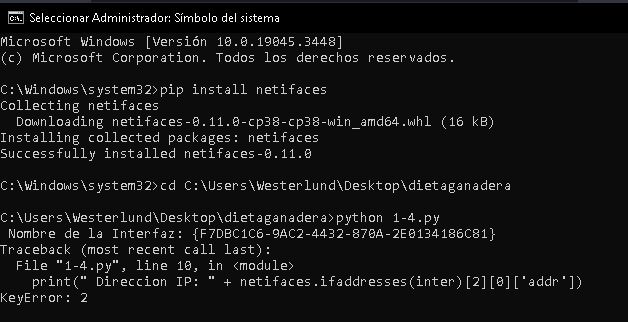 Seleccionar Administrador: Símbolo del sistema
Microsoft Windows [Versión 10.0.19045.3448]
(c) Microsoft Corporation. Todos los derechos reservados.
C:\Windows\system32>pip install netifaces
Collecting netifaces
  Downloading netifaces-0.11.0-cp38-cp38-win_amd64.whl (16 kB)
Installing collected packages: netifaces
Successfully installed netifaces-0.11.0
C:\Windows\system32>cd C:\Users\Westerlund\Desktop\dietaganadera
C:\Users\Westerlund\Desktop\dietaganadera>python 1-4.py
 Nombre de la Interfaz: {F7DBC1C6-9AC2-4432-870A-2E0134186C81}
Traceback (most recent call last):
  File "1-4.py", line 10, in <module>
    print(" Direccion IP: " + netifaces.ifaddresses(inter)[2][0]['addr'])
KeyError: 2